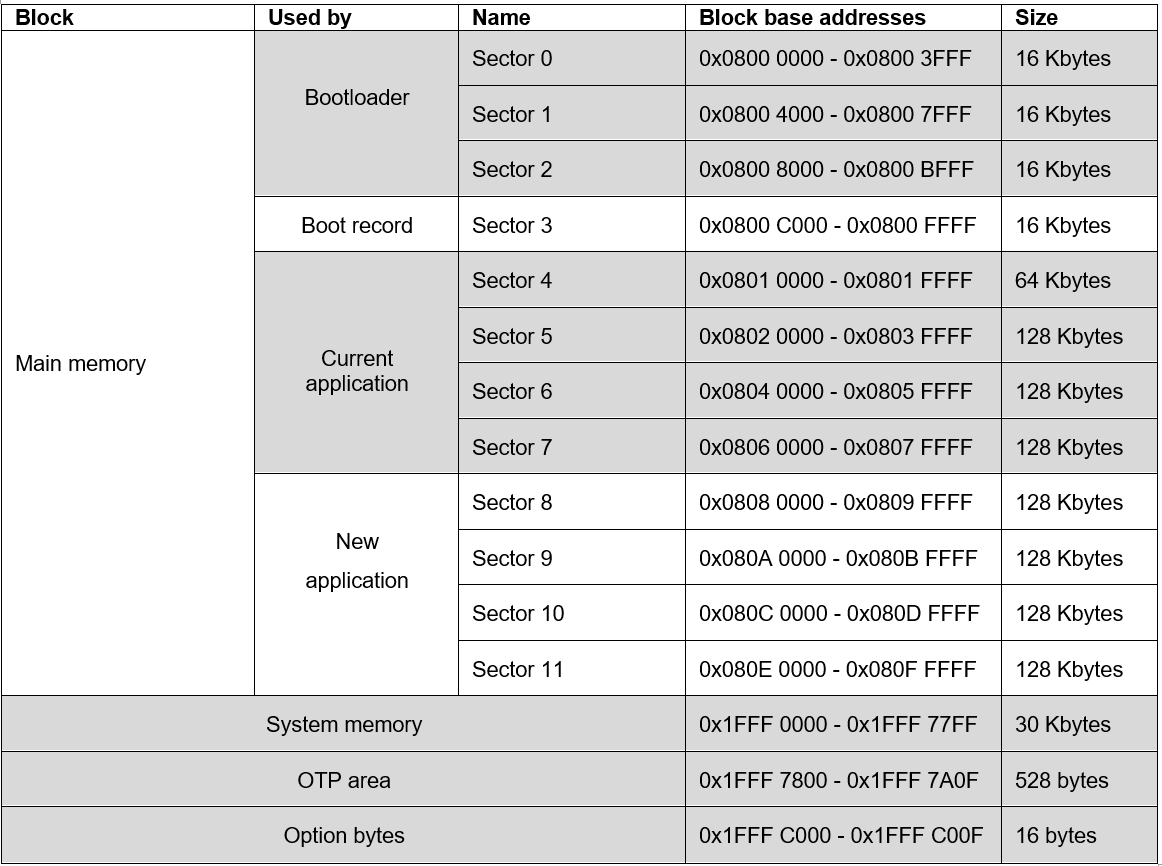 Block Used by Name Block base addresses Size
Main memory
Bootloader
Sector 0 0x0800 0000 - 0x0800 3FFF 16 Kbytes
Sector 1 0x0800 4000 - 0x0800 7FFF 16 Kbytes
Sector 2 0x0800 8000 - 0x0800 BFFF 16 Kbytes
Boot record Sector 3 0x0800 C000 - 0x0800 FFFF 16 Kbytes
Current
application
Sector 4 0x0801 0000 - 0x0801 FFFF 64 Kbytes
Sector 5 0x0802 0000 - 0x0803 FFFF 128 Kbytes
Sector 6 0x0804 0000 - 0x0805 FFFF 128 Kbytes
Sector 7 0x0806 0000 - 0x0807 FFFF 128 Kbytes
New
application
Sector 8 0x0808 0000 - 0x0809 FFFF 128 Kbytes
Sector 9 0x080A 0000 - 0x080B FFFF 128 Kbytes
Sector 10 0x080C 0000 - 0x080D FFFF 128 Kbytes
Sector 11 0x080E 0000 - 0x080F FFFF 128 Kbytes
System memory 0x1FFF 0000 - 0x1FFF 77FF 30 Kbytes
OTP area 0x1FFF 7800 - 0x1FFF 7A0F 528 bytes
Option bytes 0x1FFF C000 - 0x1FFF C00F 16 bytes